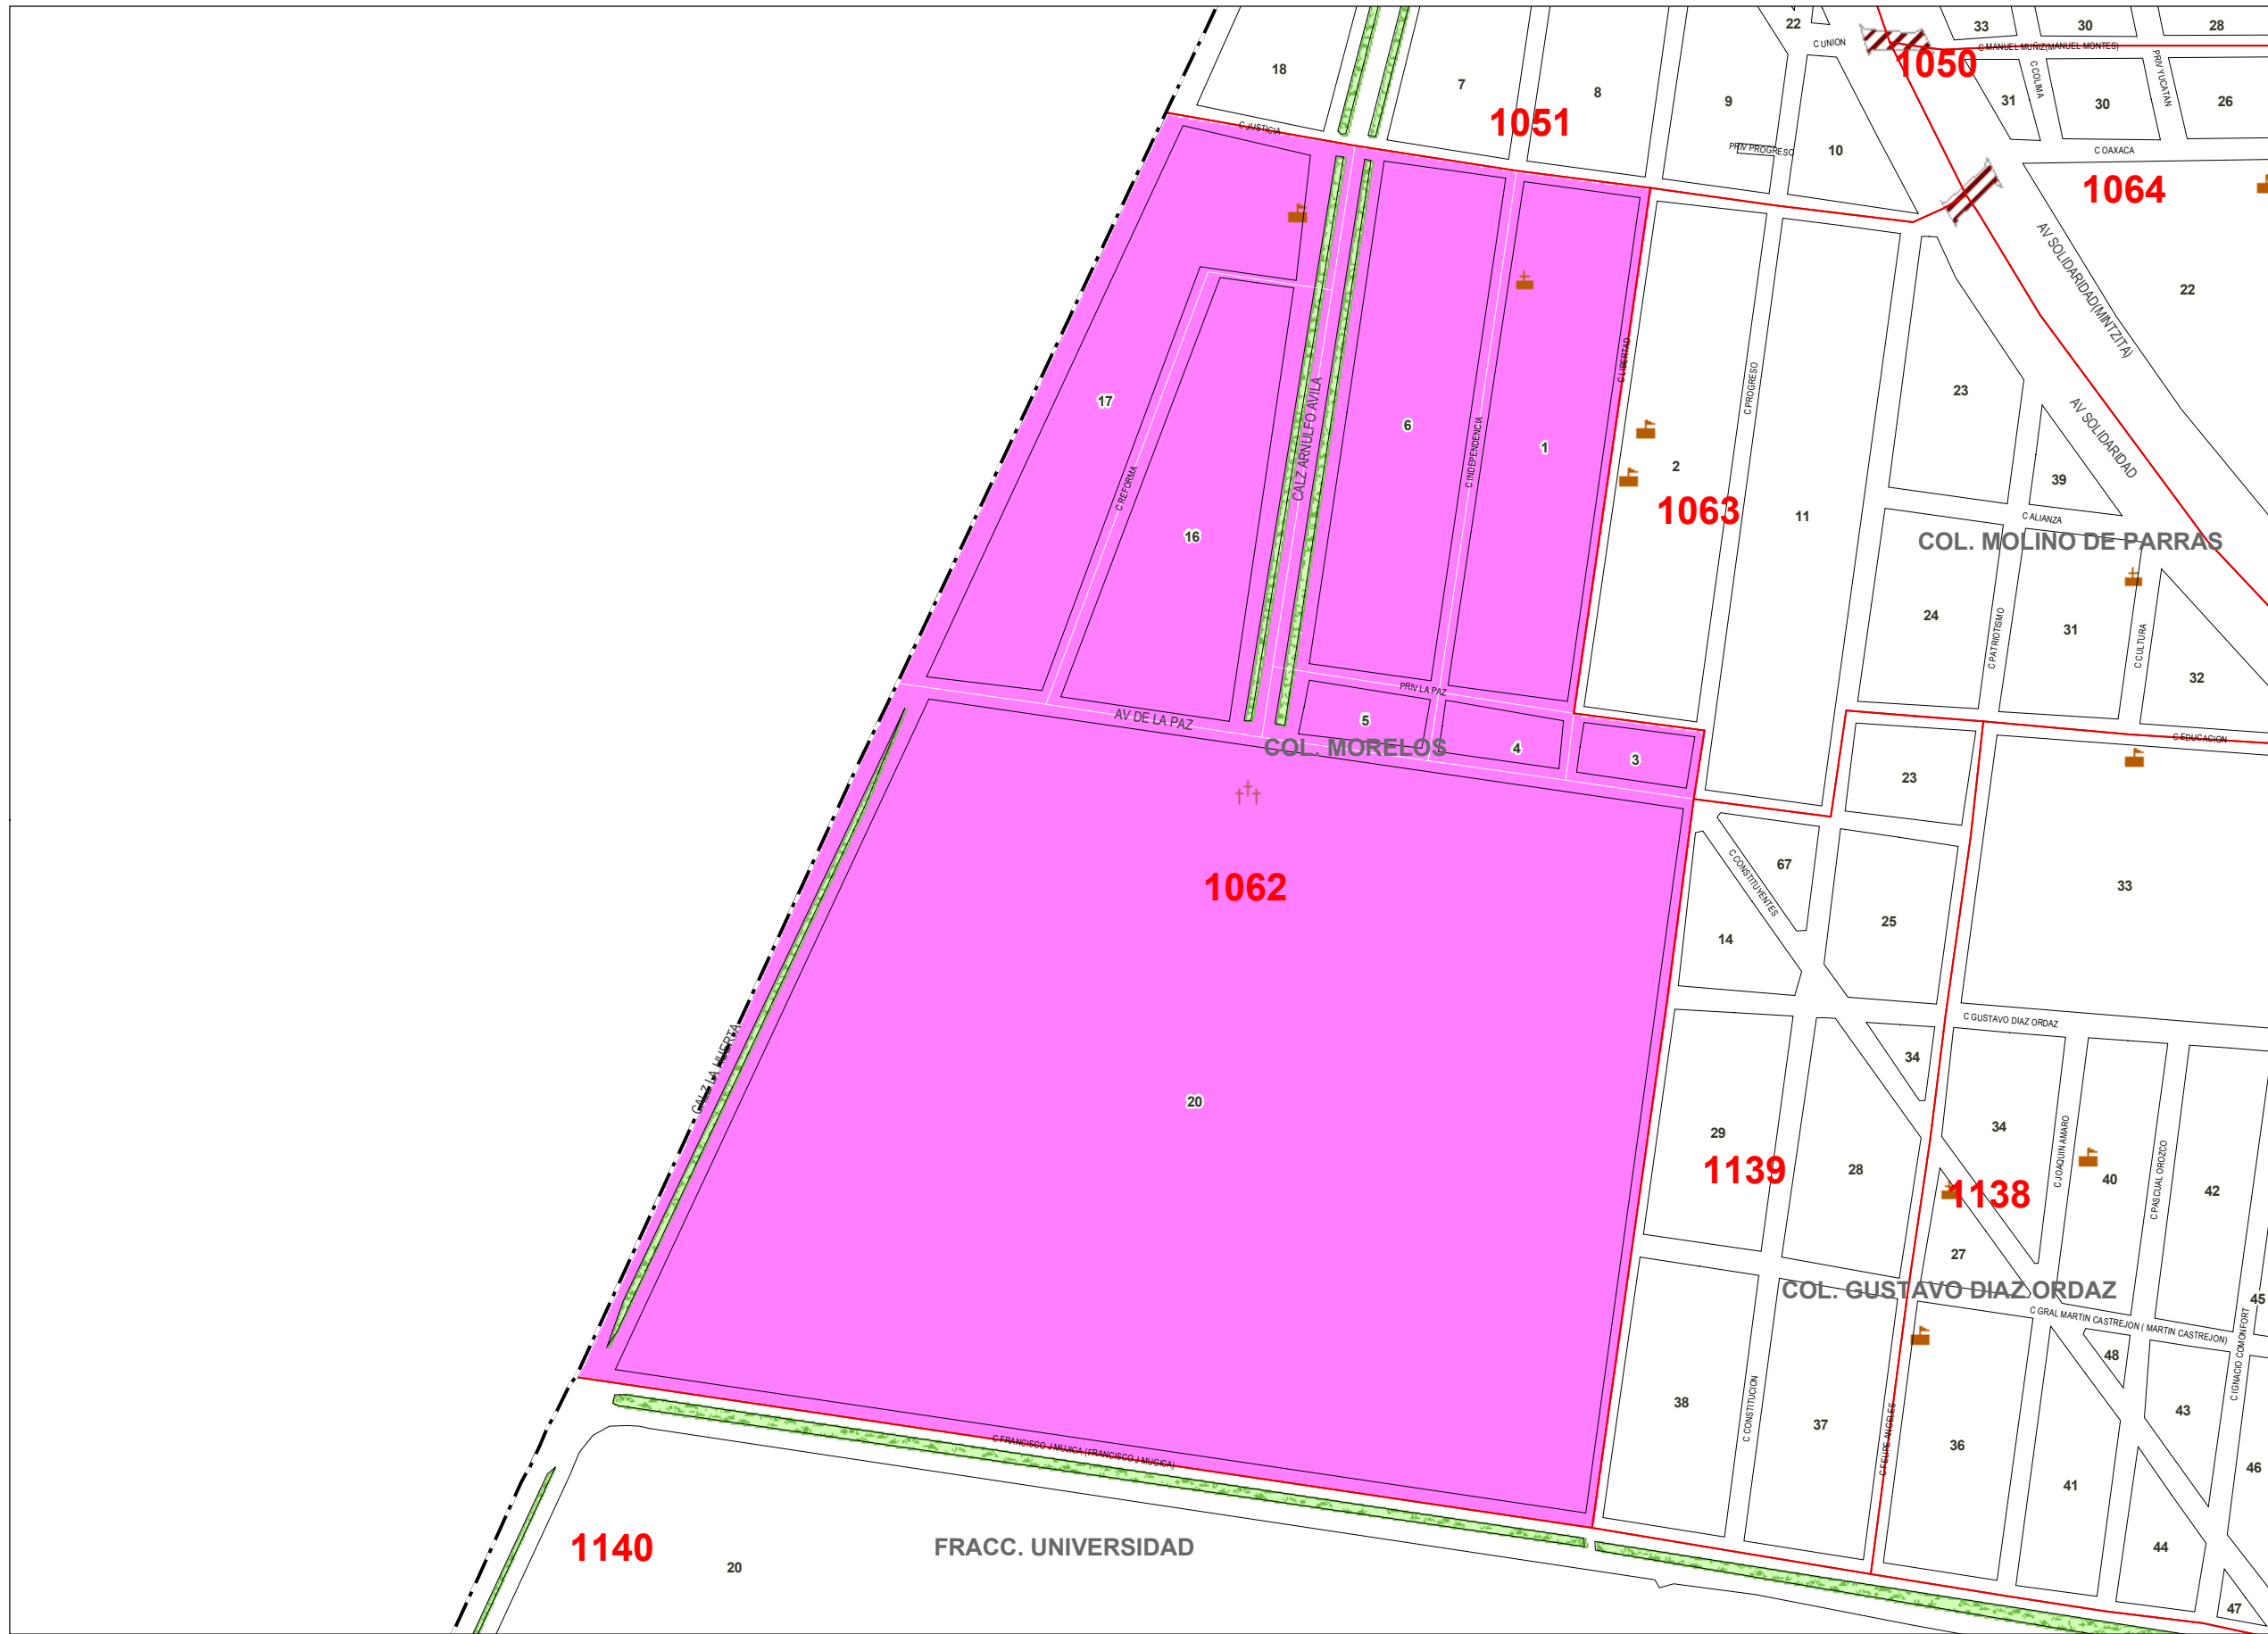 22
33
30
28
C UNION
C MANUEL MUÑIZ(MANUEL MONTES)
1050
18
7
8
9
31
C COLIMA
30
PRIV YUCATAN
26
1051
C JUSTICIA
PRIV PROGRESO
10
C OAXACA
1064
AV SOLIDARIDAD(MINTZITA)
22
C LIBERTAD
C PROGRESO
23
17
CALZ ARNULFO AVILA
6
C INDEPENDENCIA
1
AV SOLIDARIDAD
2
39
C REFORMA
1063
11
C ALIANZA
16
COL. MOLINO DE PARRAS
24
C PATRIOTISMO
31
C CULTURA
32
PRIV LA PAZ
AV DE LA PAZ
5
COL. MORELOS
4
3
C EDUCACION
23
67
C CONSTITUYENTES
1062
33
14
25
C GUSTAVO DIAZ ORDAZ
CALZ LA HUERTA
34
20
29
34
C JOAQUIN AMARO
1139
28
1138
40
C PASCUAL OROZCO
42
27
COL. GUSTAVO DIAZ ORDAZ
45
C GRAL MARTIN CASTREJON ( MARTIN CASTREJON)
48
C IGNACIO COMONFORT
38
C CONSTITUCION
37
C FELIPE ANGELES
36
43
C FRANCISCO J MUJICA (FRANCISCO J MUGICA)
46
41
1140
20
FRACC. UNIVERSIDAD
44
47